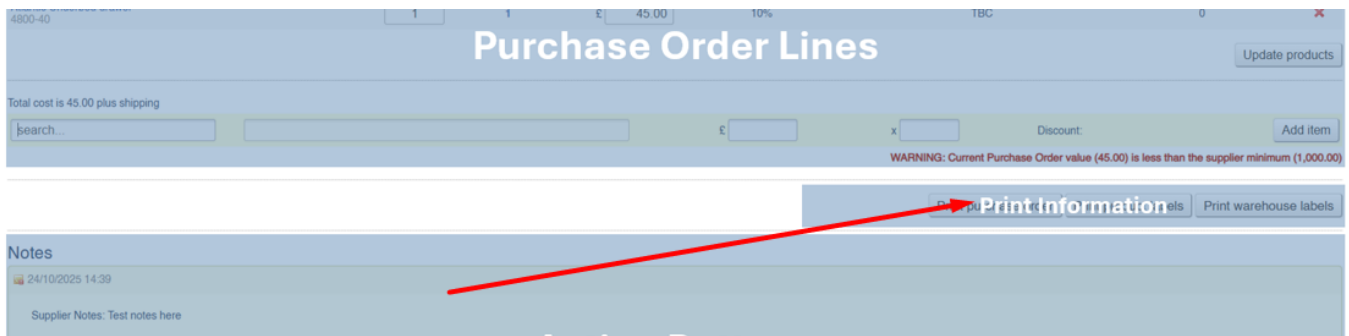 4800-40 1 1 £ 45.00 10% TBC 0
Purchase Order Lines
Update products
Total cost is 45.00 plus shipping
search... £ x Discount: Add item
WARNING: Current Purchase Order value (45.00) is less than the supplier minimum (1,000.00)
Print Information Print warehouse labels
Notes
24/10/2025 14:39
Supplier Notes: Test notes here